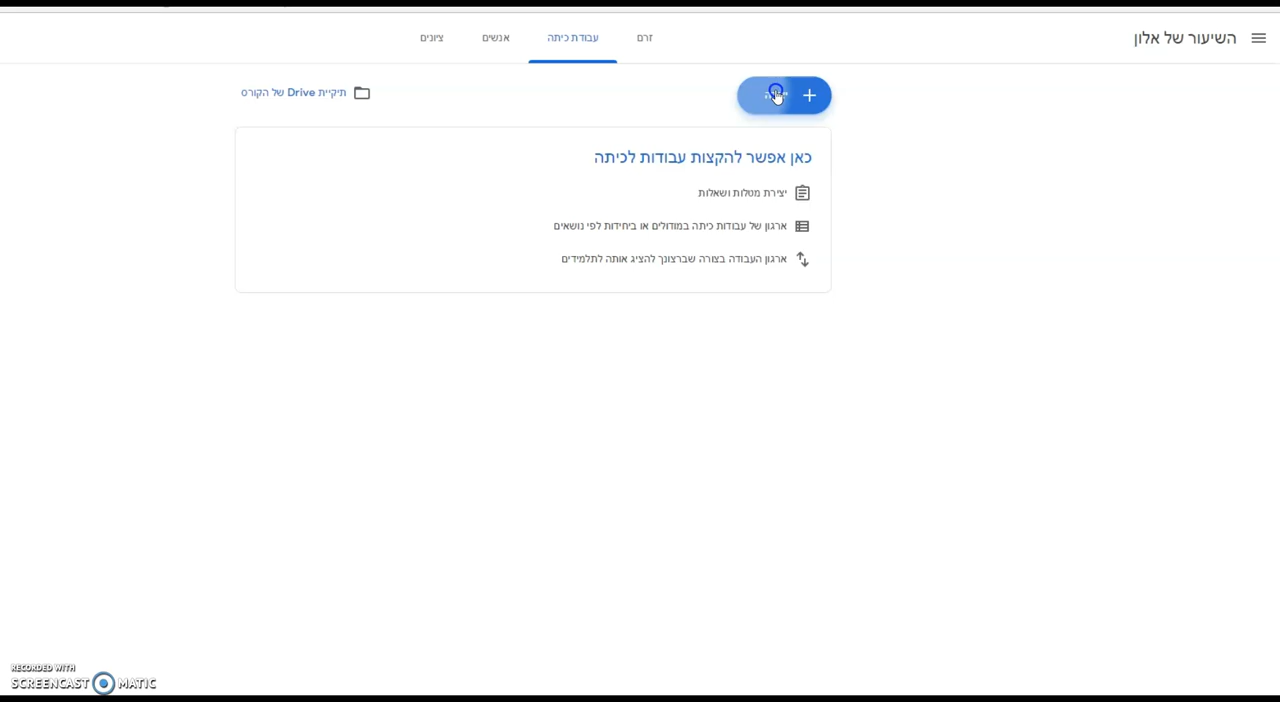 השיעור של אלון
זרם
עבודת כיתה
אנשים
ציונים
תיקיית Drive של הקורס
כאן אפשר להקצות עבודות לכיתה
יצירת מטלות ושאלות
ארגון של עבודות כיתה במודולים או ביחידות לפי נושאים
ארגון העבודה בצורה שברצונך להציג אותה לתלמידים
RECORDED WITH
SCREENCAST MATIC